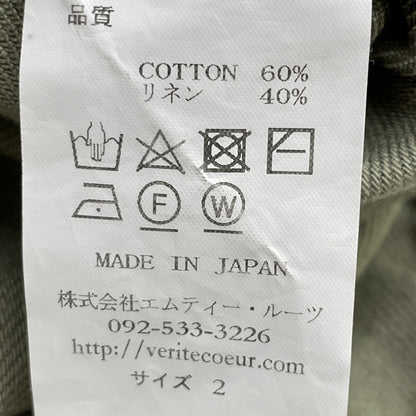 品質
COTTON 60%
リネン 40%
F W
MADE IN JAPAN
株式会社エムティー・ルーツ
092-533-3226
http://veritecoeur.com
サイズ 2